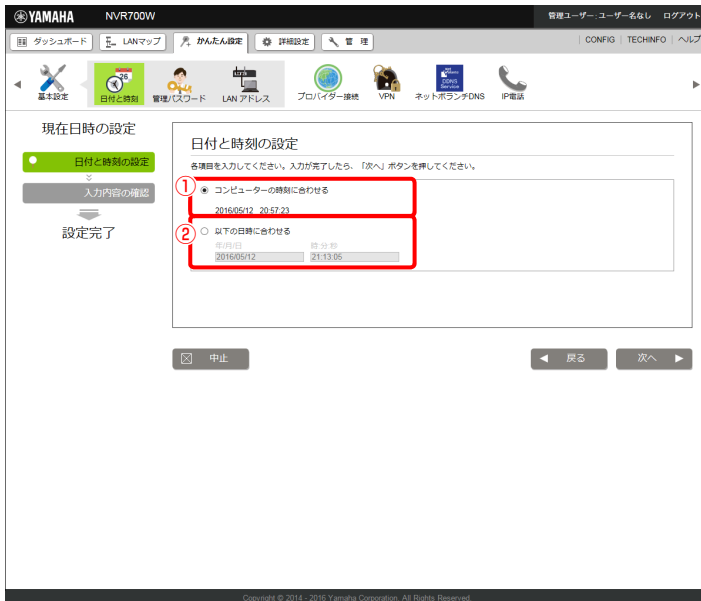 YAMAHA NVR700W 管理ユーザー:ユーザー名なし ログアウト
ダッシュボード LANマップ かんたん設定 詳細設定 管 理 CONFIG | TECHINFO | ヘルプ
基本設定 26 日付と時刻 管理パスワード LAN アドレス プロバイダー接続 VPN DDNS Service ネットボランチDNS IP電話
現在日時の設定
日付と時刻の設定
入力内容の確認
設定完了
日付と時刻の設定
各項目を入力してください。入力が完了したら、「次へ」ボタンを押してください。
① コンピューターの時刻に合わせる
2016/05/12 20:57:23
② 以下の日時に合わせる
年/月/日 時:分:秒
2016/05/12 21:13:05
中止 戻る 次へ
Copyright © 2014 - 2016 Yamaha Corporation. All Rights Reserved.